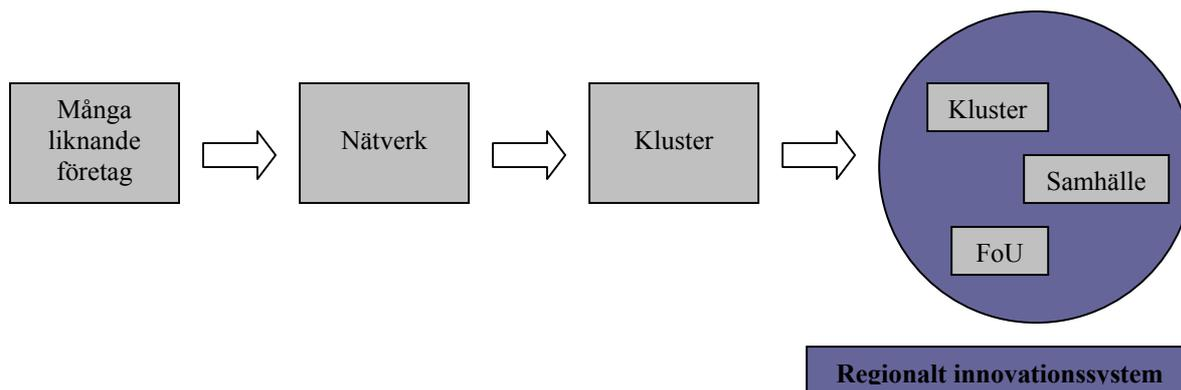 Många
liknande
företag
Nätverk
Kluster
Kluster
Samhälle
FoU
Regionalt innovationssystem